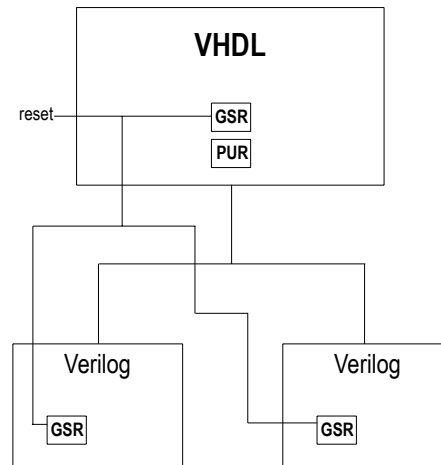 VHDL
reset
GSR
PUR
Verilog
Verilog
GSR
GSR